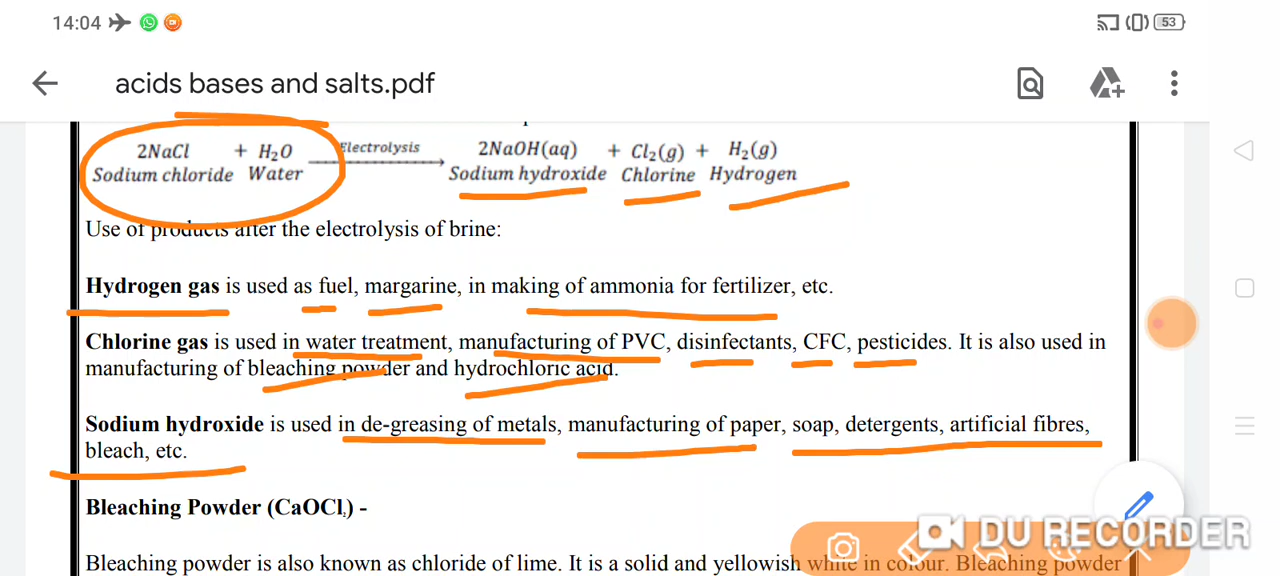 14:04
53
acids bases and salts.pdf
2NaCl + H₂O Electrolysis 2NaOH(aq) + Cl₂(g) + H₂(g)
Sodium chloride Water Sodium hydroxide Chlorine Hydrogen
Use of products after the electrolysis of brine:
Hydrogen gas is used as fuel, margarine, in making of ammonia for fertilizer, etc.
Chlorine gas is used in water treatment, manufacturing of PVC, disinfectants, CFC, pesticides. It is also used in
manufacturing of bleaching powder and hydrochloric acid.
Sodium hydroxide is used in de-greasing of metals, manufacturing of paper, soap, detergents, artificial fibres,
bleach, etc.
Bleaching Powder (CaOCl₂) -
DU RECORDER
Bleaching powder is also known as chloride of lime. It is a solid and yellowish white in colour. Bleaching powder